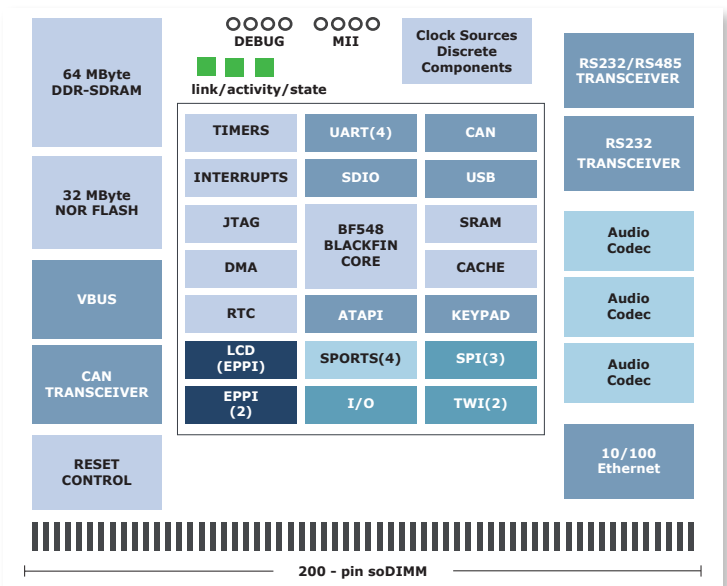 64 MByte
DDR-SDRAM
32 MByte
NOR FLASH
VBUS
CAN
TRANSCEIVER
RESET
CONTROL
DEBUG
MII
link/activity/state
Clock Sources
Discrete
Components
TIMERS
UART(4)
CAN
INTERRUPTS
SDIO
USB
JTAG
BF548
BLACKFIN
CORE
SRAM
DMA
CACHE
RTC
ATAPI
KEYPAD
LCD
(EPPI)
SPORTS(4)
SPI(3)
EPPI
(2)
I/O
TWI(2)
RS232/RS485
TRANSCEIVER
RS232
TRANSCEIVER
Audio
Codec
Audio
Codec
Audio
Codec
10/100
Ethernet
200 - pin soDIMM